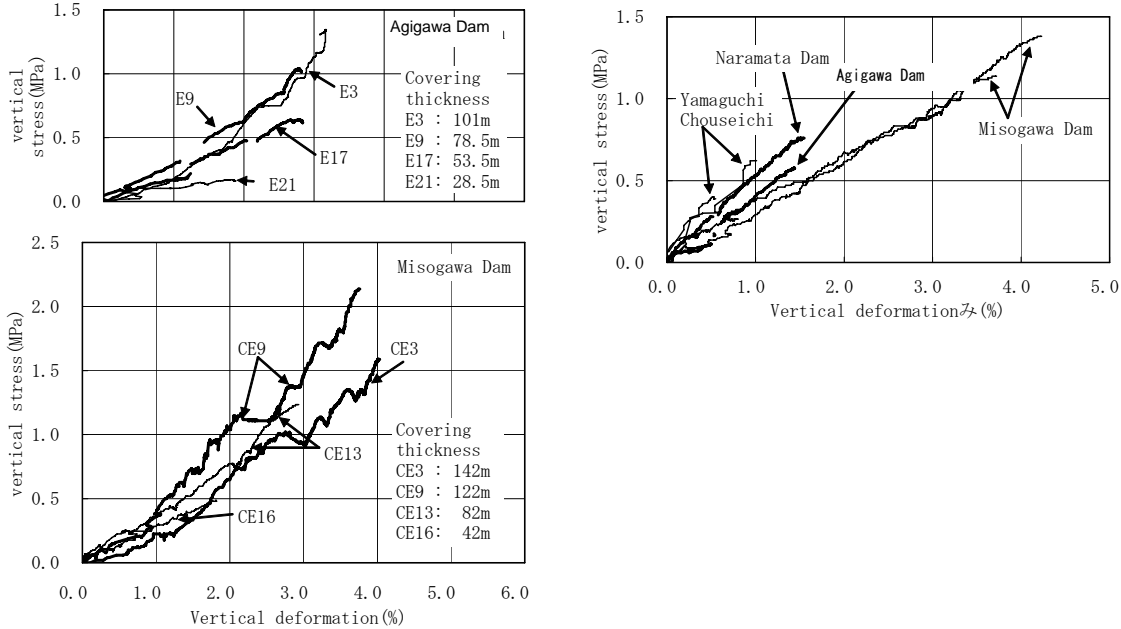 Agigawa Dam
vertical
stress(MPa)
1.5
1.0
0.5
0.0
E9
E3
E17
E21
Covering
thickness
E3 : 101m
E9 : 78.5m
E17: 53.5m
E21: 28.5m
Misogawa Dam
vertical stress(MPa)
2.5
2.0
1.5
1.0
0.5
0.0
CE9
CE3
CE13
CE16
Covering
thickness
CE3 : 142m
CE9 : 122m
CE13: 82m
CE16: 42m
0.0 1.0 2.0 3.0 4.0 5.0 6.0
Vertical deformation(%)
vertical stress(MPa)
1.5
1.0
0.5
0.0
Naramata Dam
Agigawa Dam
Yamaguchi
Chouseichi
Misogawa Dam
0.0 1.0 2.0 3.0 4.0 5.0
Vertical deformationみ(%)